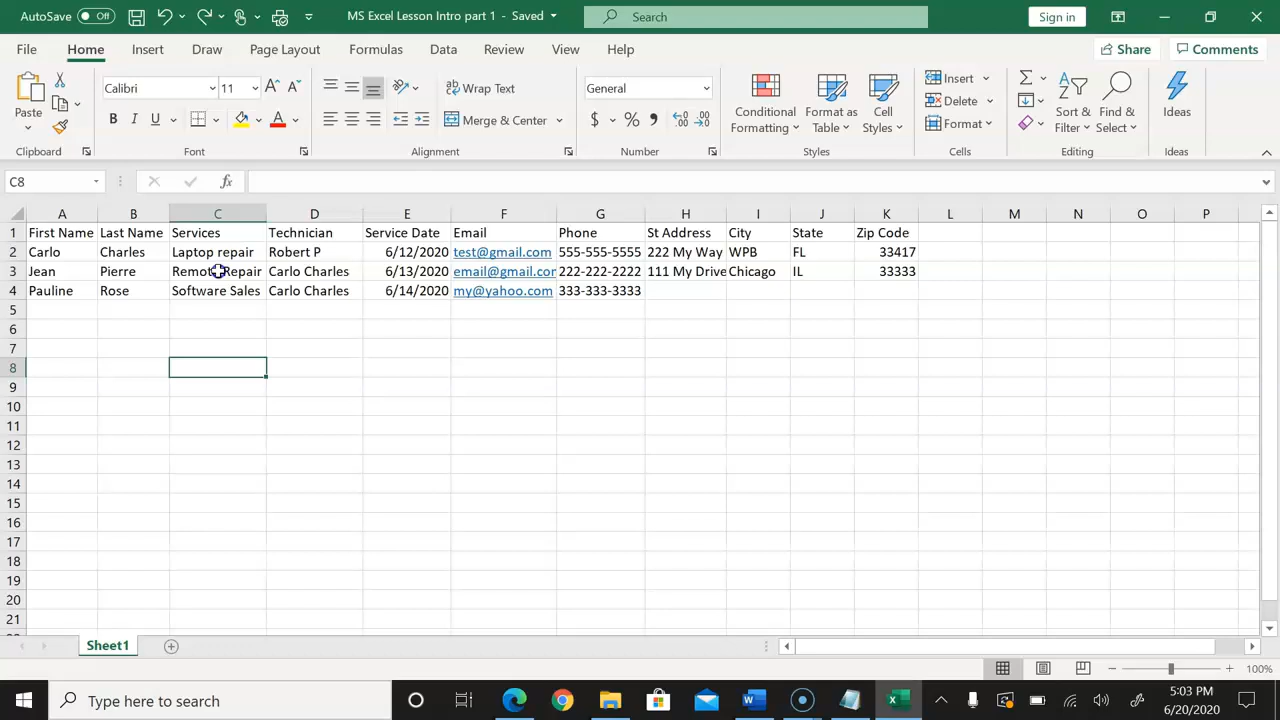 AutoSave Off MS Excel Lesson Intro part 1 - Saved Search Sign in
File Home Insert Draw Page Layout Formulas Data Review View Help Share Comments
Paste Calibri 11 Wrap Text General Conditional Formatting Format as Table Cell Styles Insert Sort & Filter Find & Select Ideas
B I U Merge & Center $ % Delete
Format
Clipboard Font Alignment Number Styles Cells Editing Ideas
C8 fx
A B C D E F G H I J K L M N O P
1 First Name Last Name Services Technician Service Date Email Phone St Address City State Zip Code
2 Carlo Charles Laptop repair Robert P 6/12/2020 test@gmail.com 555-555-5555 222 My Way WPB FL 33417
3 Jean Pierre Remote Repair Carlo Charles 6/13/2020 email@gmail.cor 222-222-2222 111 My Drive Chicago IL 33333
4 Pauline Rose Software Sales Carlo Charles 6/14/2020 my@yahoo.com 333-333-3333
5
6
7
8
9
10
11
12
13
14
15
16
17
18
19
20
21
Sheet1
100%
Type here to search 5:03 PM
6/20/2020